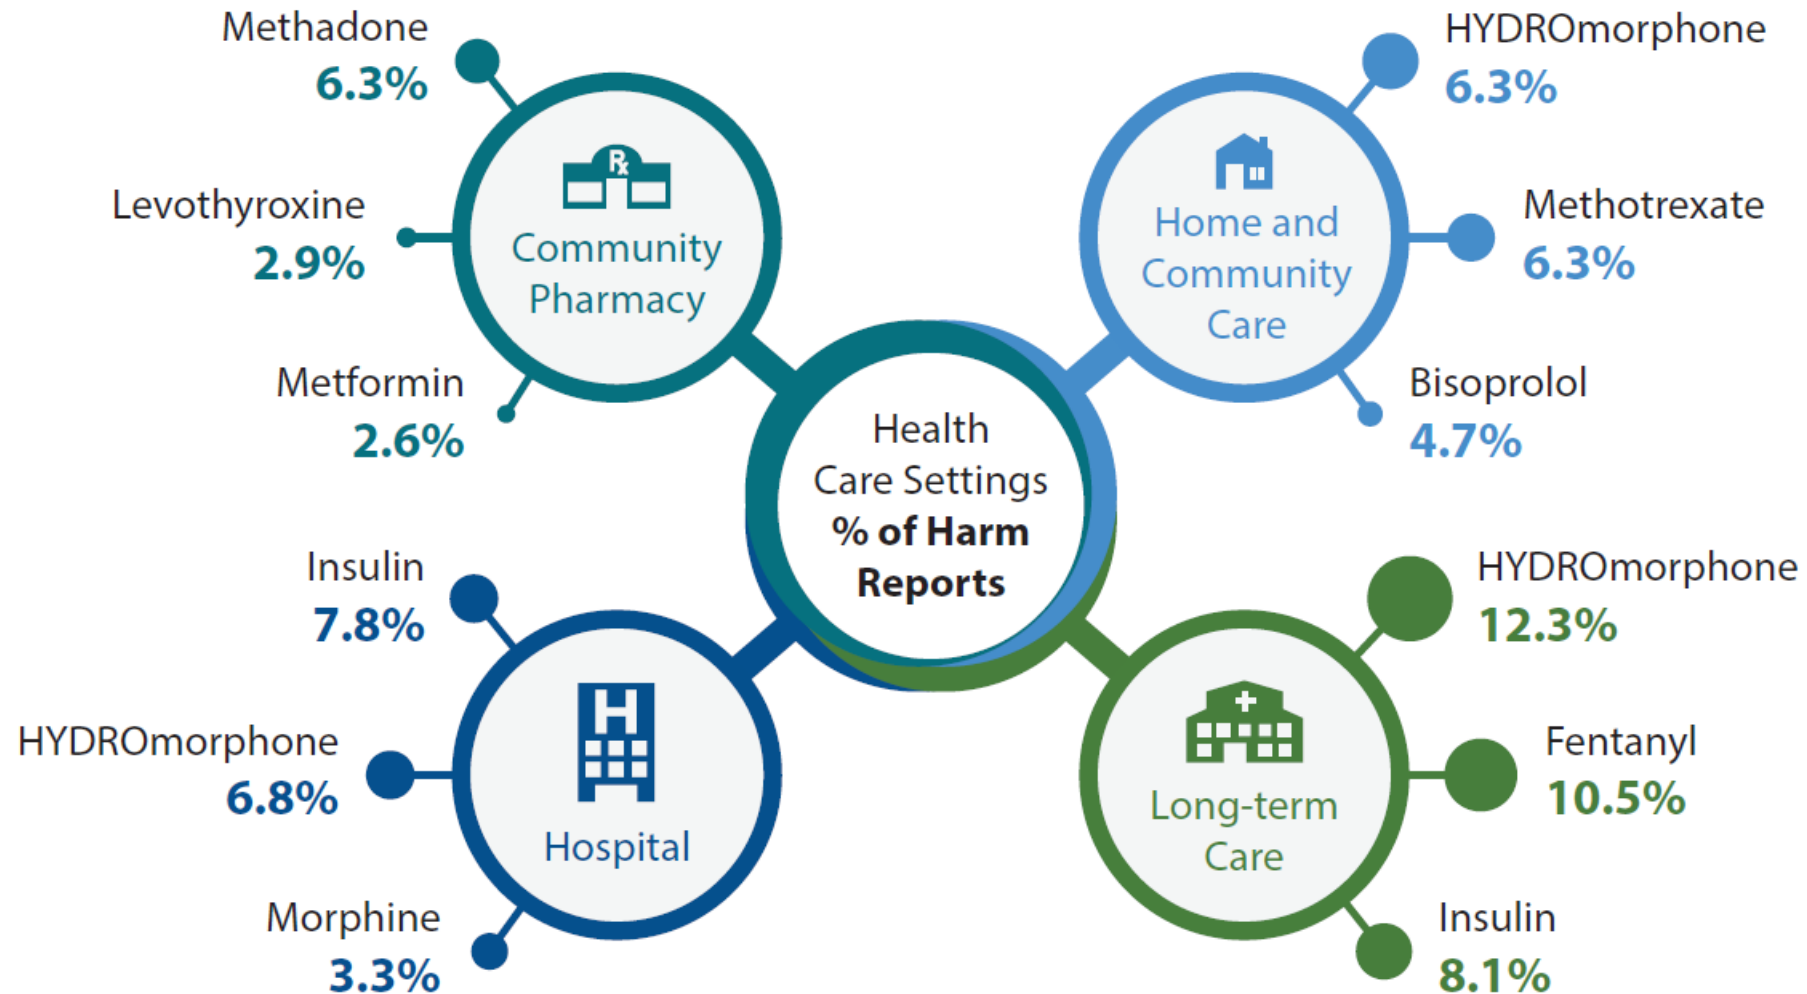 Methadone
6.3%
Levothyroxine
2.9%
Metformin
2.6%
Rx
Community
Pharmacy
HYDROmorphone
6.3%
Methotrexate
6.3%
Bisoprolol
4.7%
Home and
Community
Care
Health
Care Settings
% of Harm
Reports
Insulin
7.8%
HYDROmorphone
6.8%
Morphine
3.3%
H
Hospital
HYDROmorphone
12.3%
Fentanyl
10.5%
Insulin
8.1%
Long-term
Care